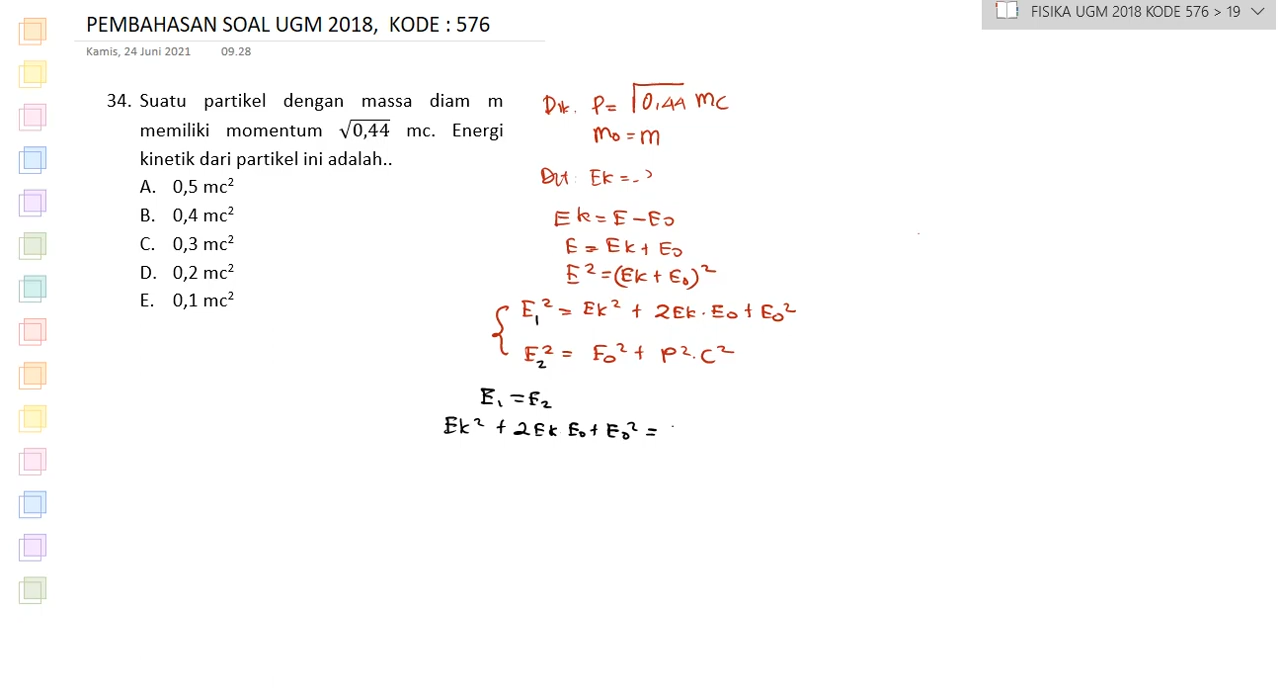 PEMBAHASAN SOAL UGM 2018, KODE : 576
FISIKA UGM 2018 KODE 576 > 19
Kamis, 24 Juni 2021 09.28
34. Suatu partikel dengan massa diam m
memiliki momentum √0,44 mc. Energi
kinetik dari partikel ini adalah..
A. 0,5 mc²
B. 0,4 mc²
C. 0,3 mc²
D. 0,2 mc²
E. 0,1 mc²
Dik. P = √0,44 mc
m₀ = m
Dit : Ek = ..?
Ek = E - E₀
E = Ek + E₀
E² = (Ek + E₀)²
E₁² = Ek² + 2Ek . E₀ + E₀²
E₂² = E₀² + p² . c²
E₁ = E₂
Ek² + 2Ek E₀ + E₀² =